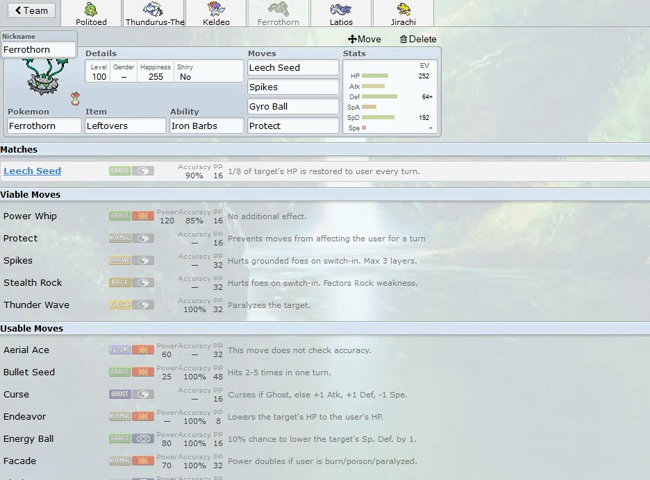 < Team
Politoed Thundurus-The Keldeo Ferrothorn Latios Jirachi
Nickname
Ferrothorn
Move Delete
Details Moves Stats
Level Gender Happiness Shiny
100 – 255 No
Leech Seed
Spikes
Gyro Ball
Protect
EV
HP 252
Atk
Def 64+
SpA
SpD 192
Spe –
Pokemon Item Ability
Ferrothorn Leftovers Iron Barbs
Matches
Leech Seed GRASS Accuracy 90% PP 16 1/8 of target's HP is restored to user every turn.
Viable Moves
Power Whip GRASS Power 120 Accuracy 85% PP 16 No additional effect.
Protect NORMAL Accuracy — PP 16 Prevents moves from affecting the user for a turn
Spikes GROUND Accuracy — PP 32 Hurts grounded foes on switch-in. Max 3 layers.
Stealth Rock ROCK Accuracy — PP 32 Hurts foes on switch-in. Factors Rock weakness.
Thunder Wave Accuracy 100% PP 32 Paralyzes the target.
Usable Moves
Aerial Ace FLYING Power 60 Accuracy — PP 32 This move does not check accuracy.
Bullet Seed GRASS Power 25 Accuracy 100% PP 48 Hits 2-5 times in one turn.
Curse GHOST Accuracy — PP 16 Curses if Ghost, else +1 Atk, +1 Def, -1 Spe.
Endeavor NORMAL Power — Accuracy 100% PP 8 Lowers the target's HP to the user's HP.
Energy Ball GRASS Power 80 Accuracy 100% PP 16 10% chance to lower the target's Sp. Def by 1.
Facade NORMAL Power 70 Accuracy 100% PP 32 Power doubles if user is burn/poison/paralyzed.